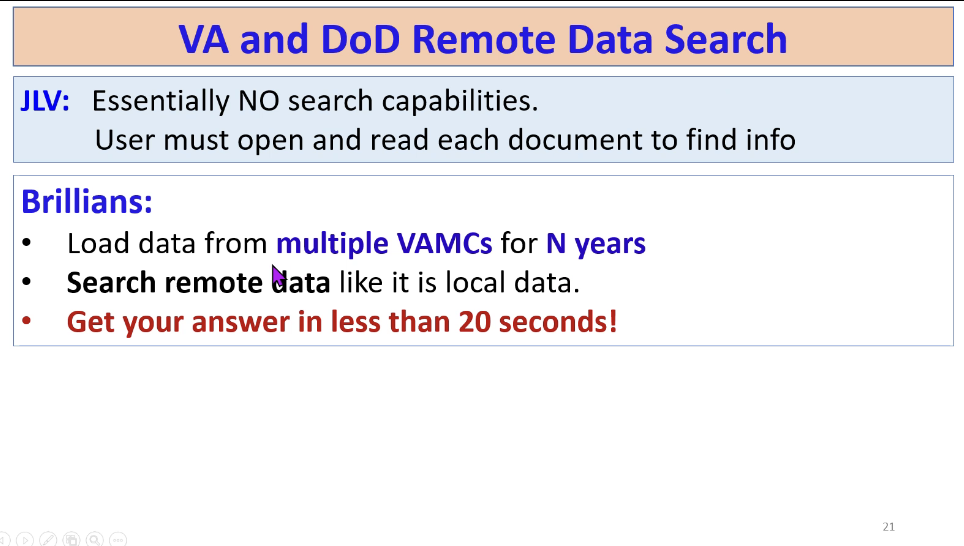 VA and DoD Remote Data Search
JLV: Essentially NO search capabilities.
User must open and read each document to find info
Brillians:
• Load data from multiple VAMCs for N years
• Search remote data like it is local data.
• Get your answer in less than 20 seconds!
21